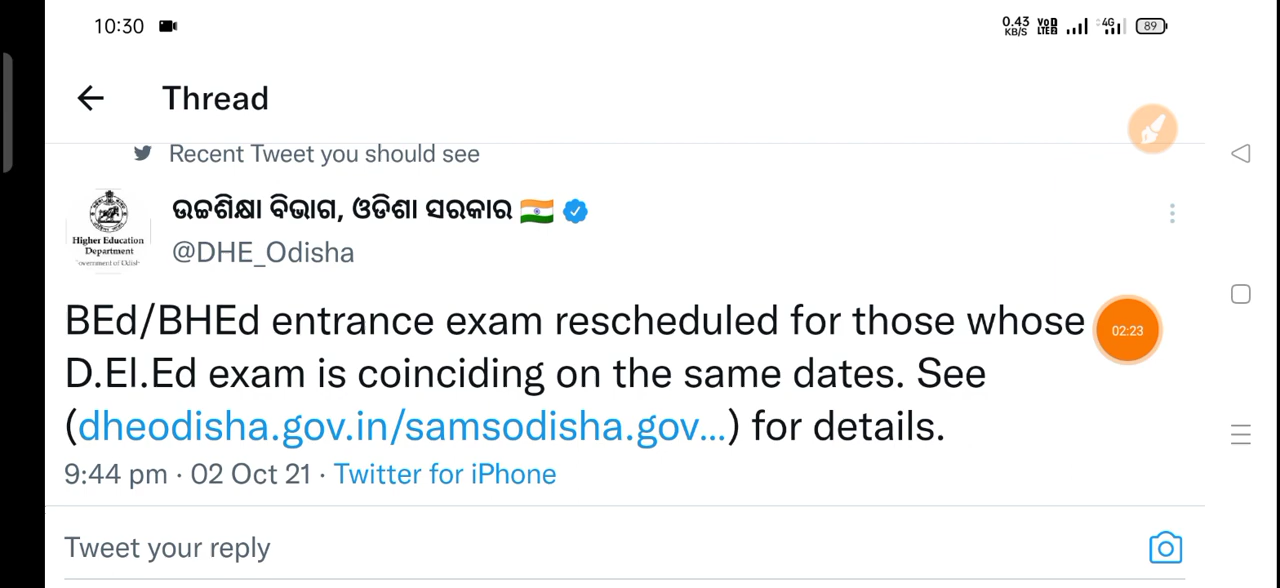 10:30
0.43 KB/S
VoD LTE2
4G
89
Thread
Recent Tweet you should see
ଉଚ୍ଚଶିକ୍ଷା ବିଭାଗ, ଓଡିଶା ସରକାର
Higher Education
Department
@DHE_Odisha
BEd/BHEd entrance exam rescheduled for those whose
02:23
D.El.Ed exam is coinciding on the same dates. See
(dheodisha.gov.in/samsodisha.gov...) for details.
9:44 pm · 02 Oct 21 · Twitter for iPhone
Tweet your reply